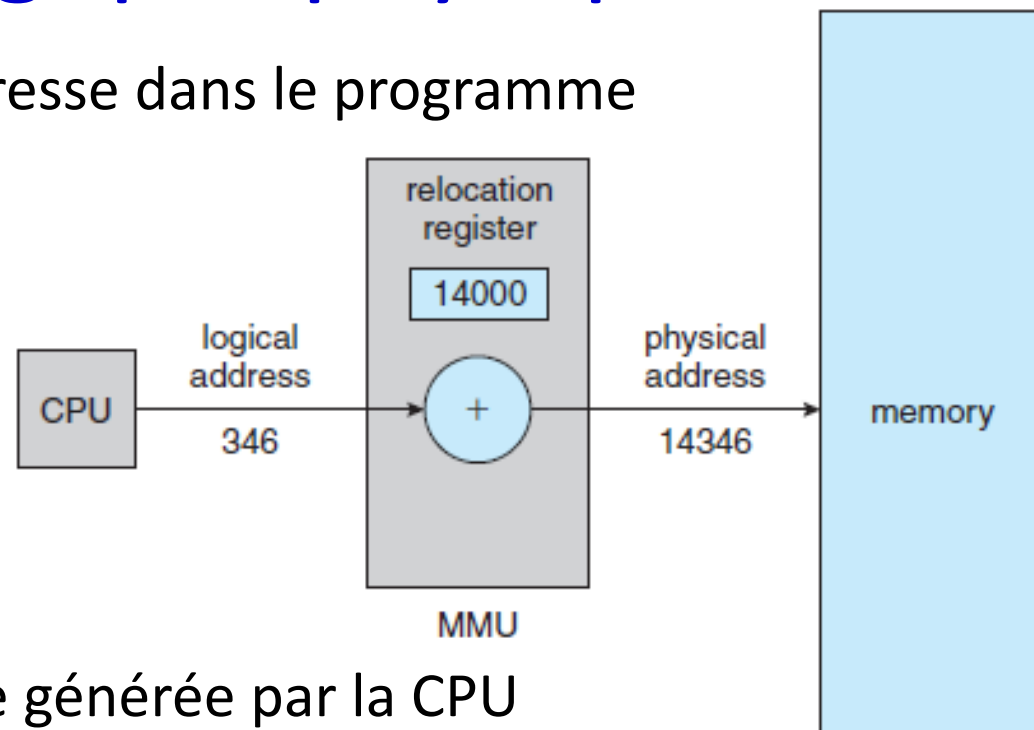 resse dans le programme
relocation
register
14000
logical
address
physical
address
CPU
+
memory
346
14346
MMU
générée par la CPU